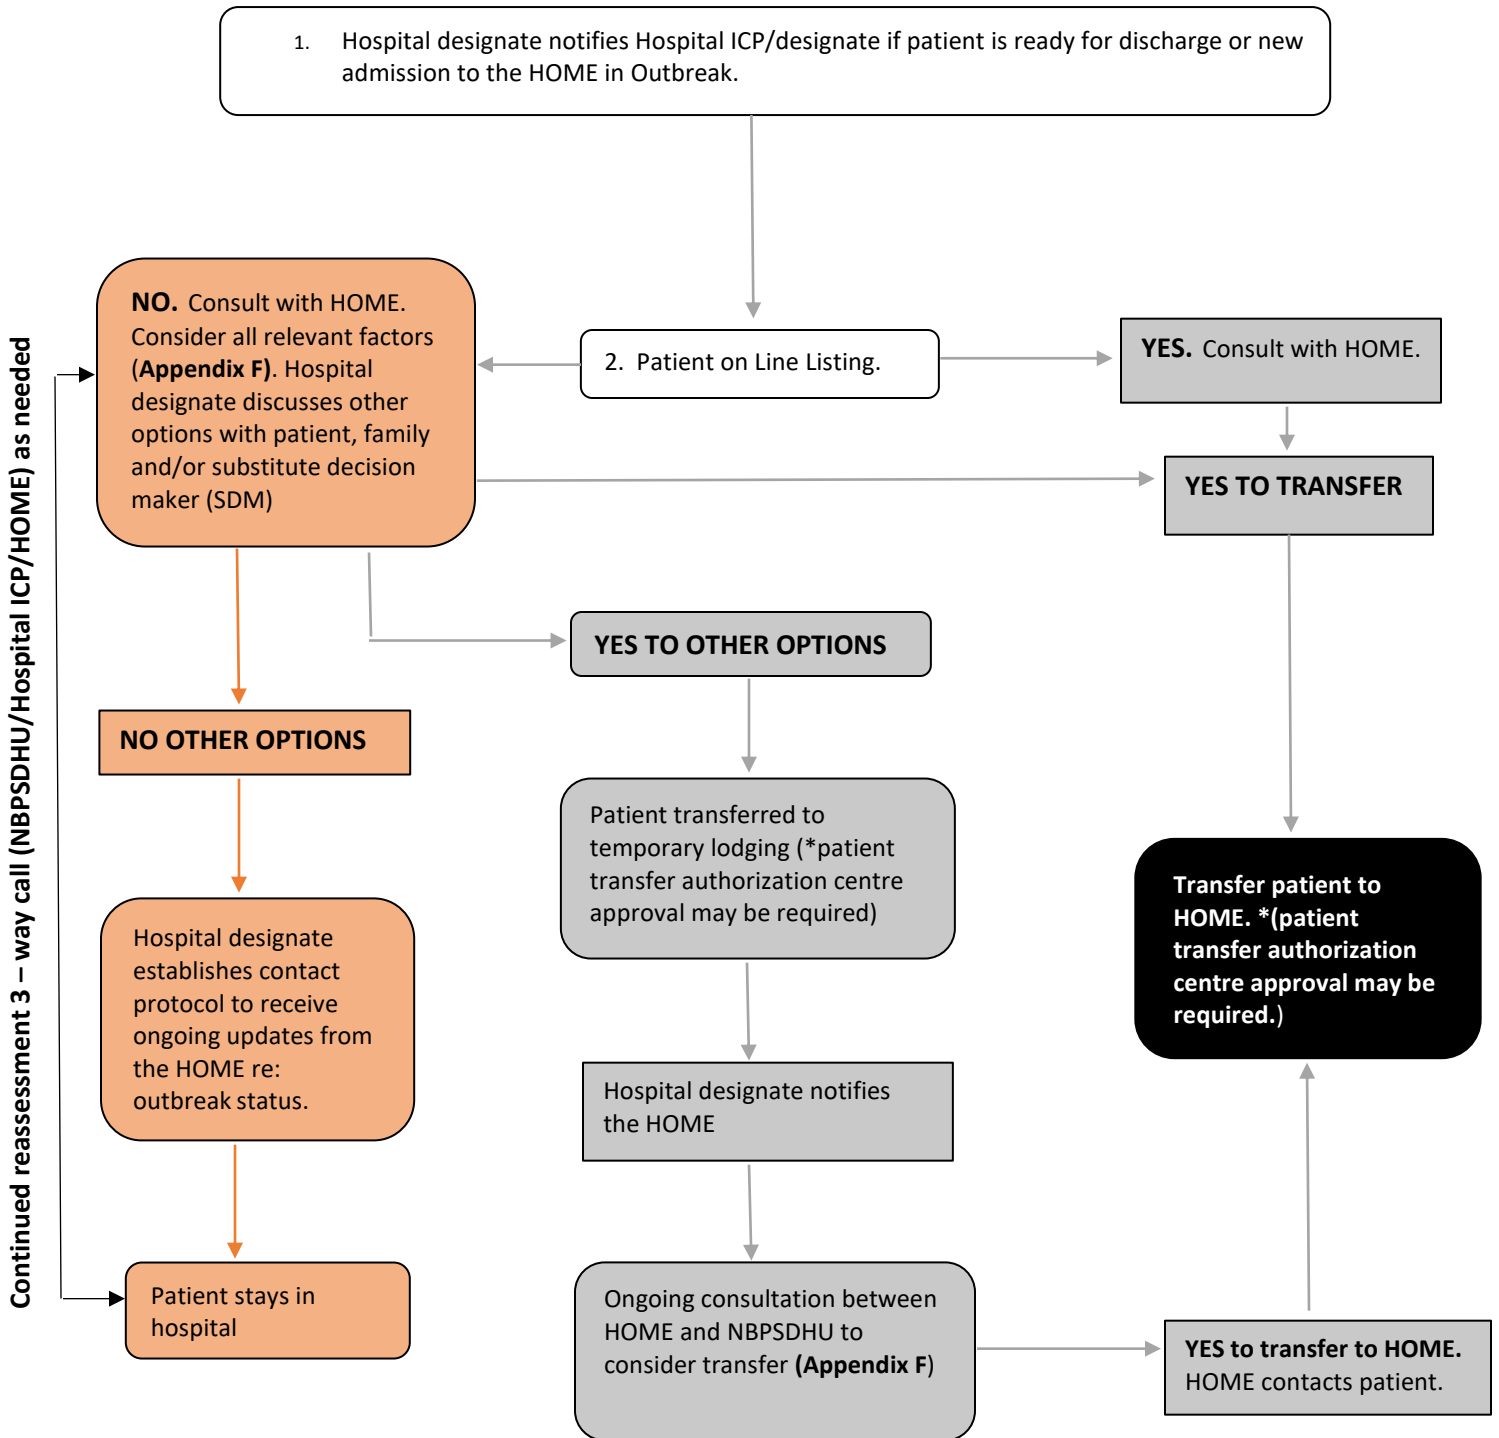 1. Hospital designate notifies Hospital ICP/designate if patient is ready for discharge or new
admission to the HOME in Outbreak.
NO. Consult with HOME.
Consider all relevant factors
(Appendix F). Hospital
designate discusses other
options with patient, family
and/or substitute decision
maker (SDM)
2. Patient on Line Listing.
YES. Consult with HOME.
YES TO TRANSFER
Continued reassessment 3 – way call (NBPSDHU/Hospital ICP/HOME) as needed
YES TO OTHER OPTIONS
NO OTHER OPTIONS
Patient transferred to
temporary lodging (*patient
transfer authorization centre
approval may be required)
Transfer patient to
HOME. *(patient
transfer authorization
centre approval may be
required.)
Hospital designate
establishes contact
protocol to receive
ongoing updates from
the HOME re:
outbreak status.
Hospital designate notifies
the HOME
Patient stays in
hospital
Ongoing consultation between
HOME and NBPSDHU to
consider transfer (Appendix F)
YES to transfer to HOME.
HOME contacts patient.